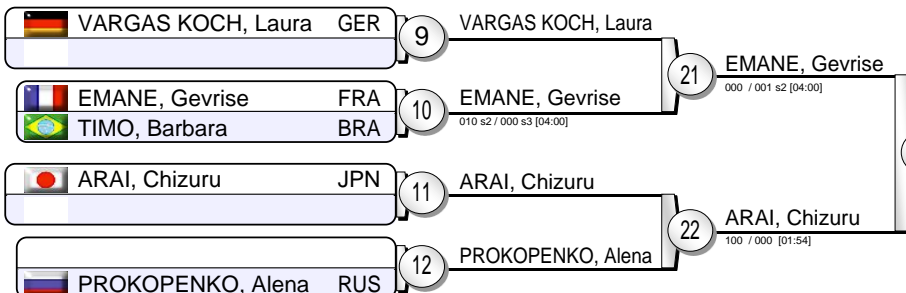 VARGAS KOCH, Laura GER
9
VARGAS KOCH, Laura
21
EMANE, Gevrise
000 / 001 s2 [04:00]
EMANE, Gevrise FRA
TIMO, Barbara BRA
10
EMANE, Gevrise
010 s2 / 000 s3 [04:00]
ARAI, Chizuru JPN
11
ARAI, Chizuru
22
ARAI, Chizuru
100 / 000 [01:54]
12
PROKOPENKO, Alena
PROKOPENKO, Alena RUS